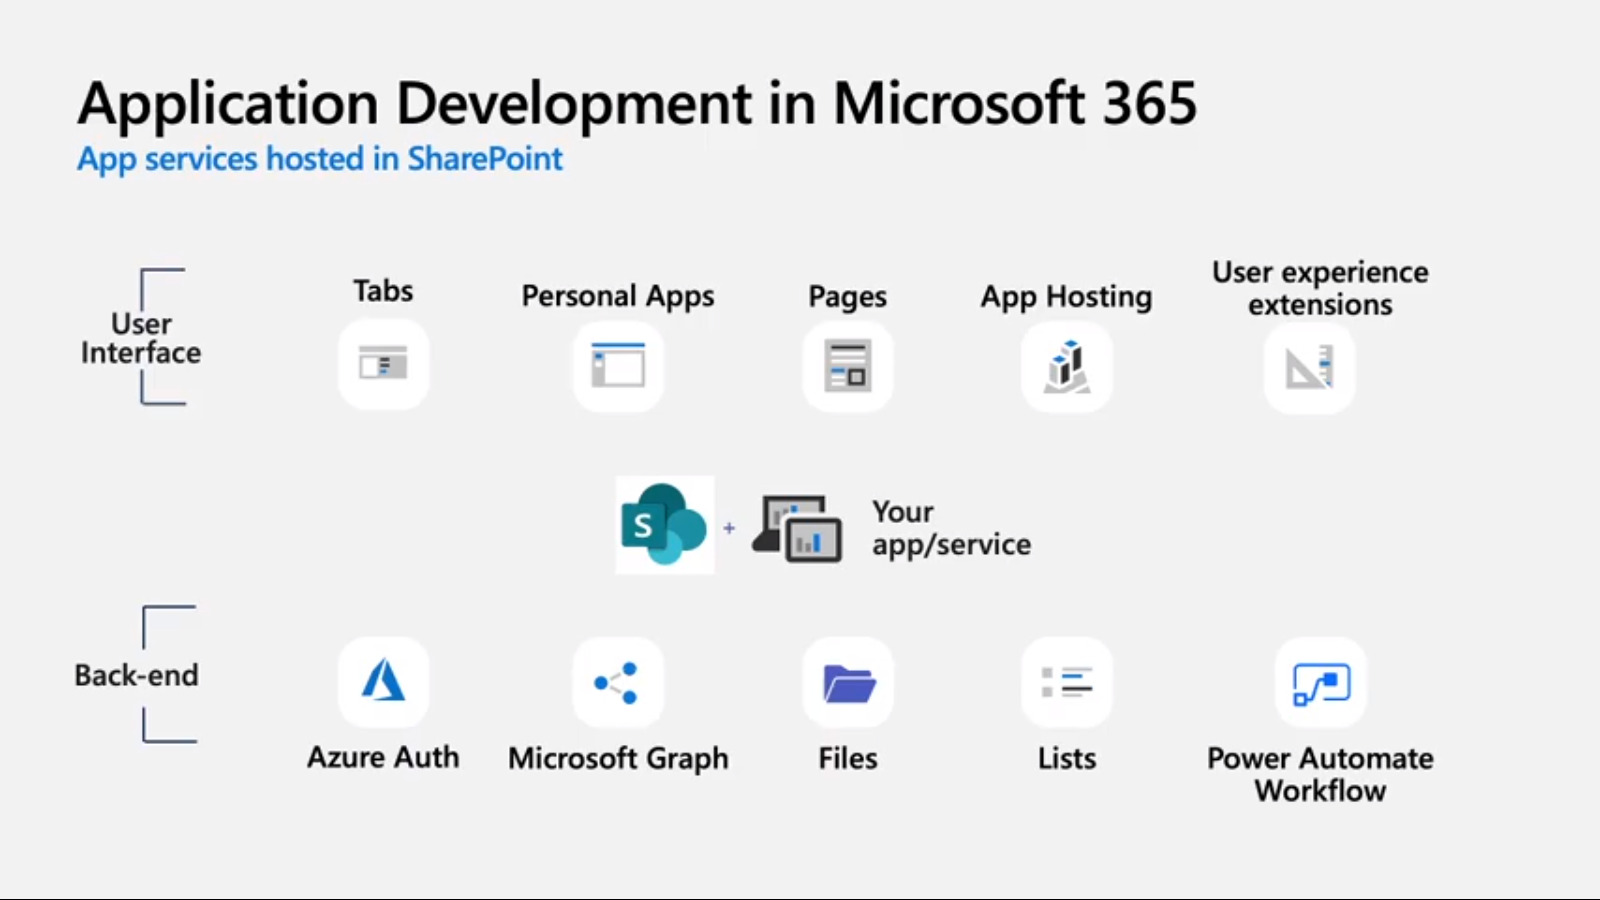 Application Development in Microsoft 365
App services hosted in SharePoint
User
Interface
Tabs
Personal Apps
Pages
App Hosting
User experience
extensions
S
+
Your
app/service
Back-end
Azure Auth
Microsoft Graph
Files
Lists
Power Automate
Workflow